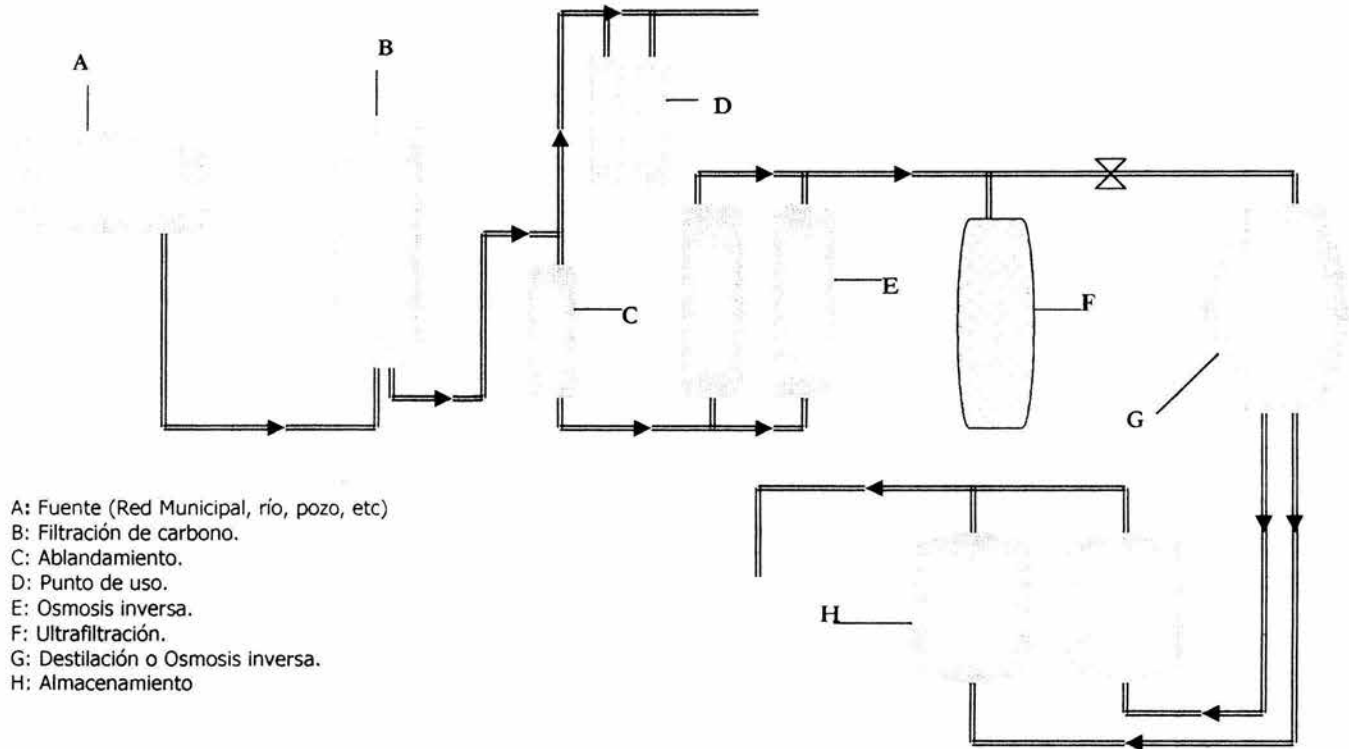 A
B
D
E
C
F
G
H
A: Fuente (Red Municipal, río, pozo, etc)
B: Filtración de carbono.
C: Ablandamiento.
D: Punto de uso.
E: Osmosis inversa.
F: Ultrafiltración.
G: Destilación o Osmosis inversa.
H: Almacenamiento